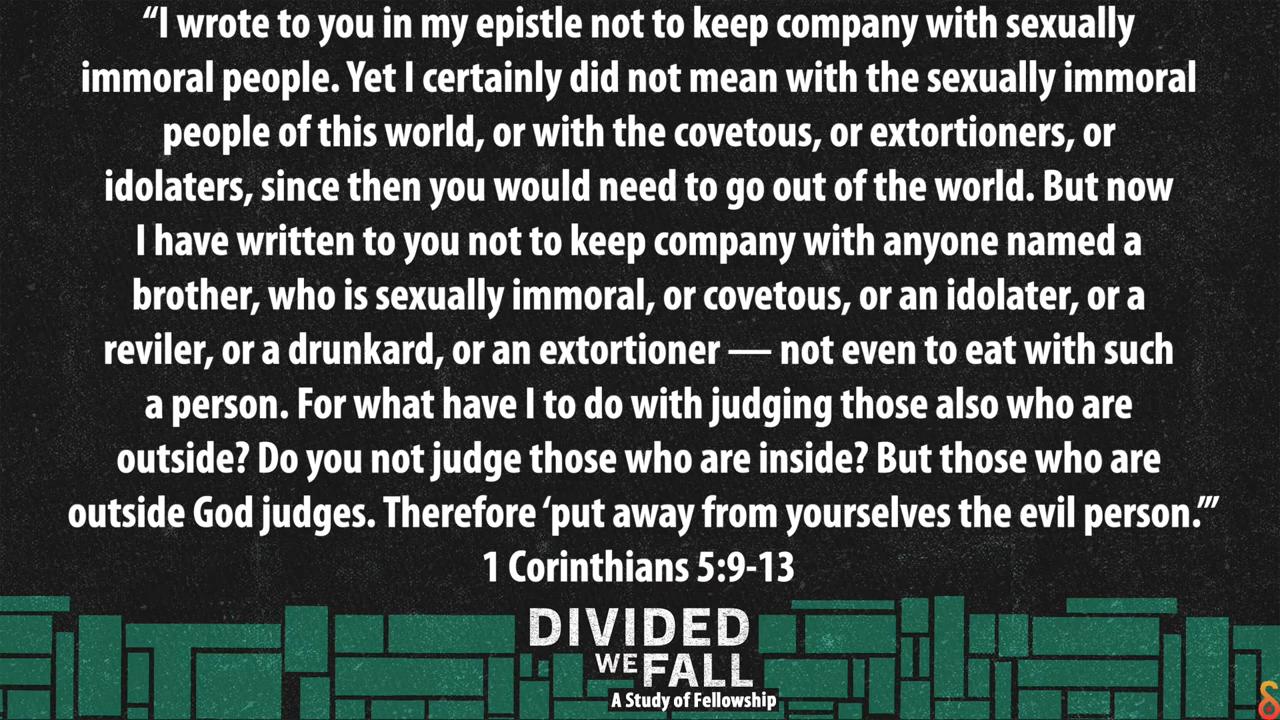 “I wrote to you in my epistle not to keep company with sexually
immoral people. Yet I certainly did not mean with the sexually immoral
people of this world, or with the covetous, or extortioners, or
idolaters, since then you would need to go out of the world. But now
I have written to you not to keep company with anyone named a
brother, who is sexually immoral, or covetous, or an idolater, or a
reviler, or a drunkard, or an extortioner — not even to eat with such
a person. For what have I to do with judging those also who are
outside? Do you not judge those who are inside? But those who are
outside God judges. Therefore ‘put away from yourselves the evil person.’”
1 Corinthians 5:9-13
DIVIDED
WE FALL
A Study of Fellowship